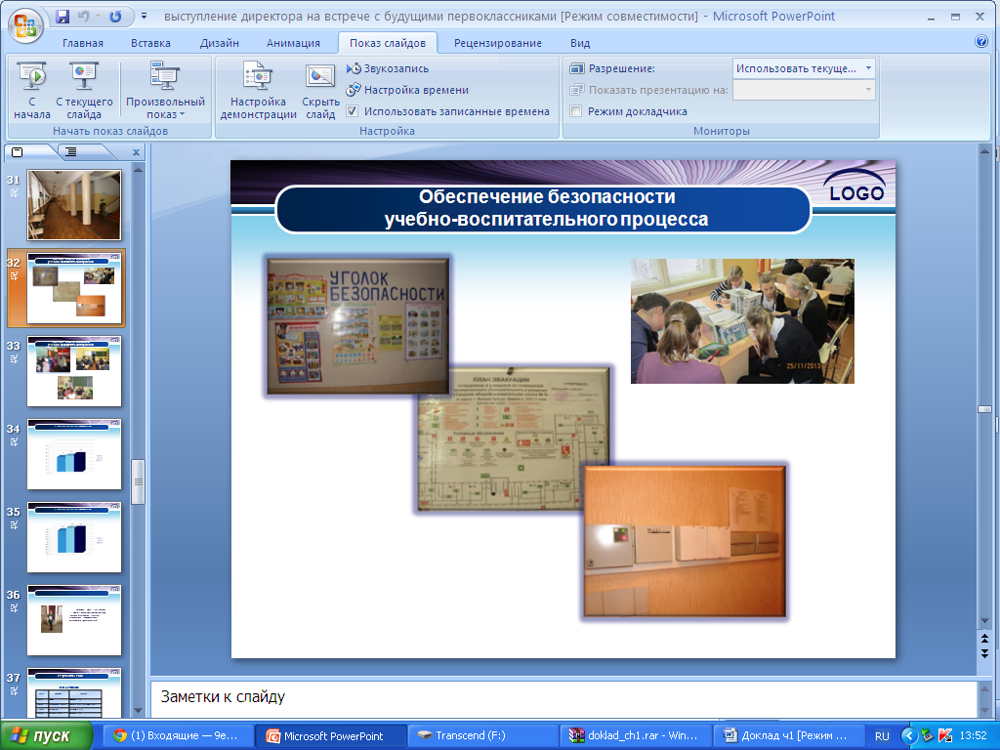 выступление директора на встрече с будущими первоклассниками [Режим совместимости] - Microsoft PowerPoint
Главная Вставка Дизайн Анимация Показ слайдов Рецензирование Вид
С начала
С текущего слайда
Произвольный показ
Начать показ слайдов
Настройка демонстрации
Скрыть слайд
Звукозапись
Настройка времени
Использовать записанные времена
Настройка
Разрешение: Использовать текуще...
Показать презентацию на:
Режим докладчика
Мониторы
31
32
33
34
35
36
37
Обеспечение безопасности
учебно-воспитательного процесса
LOGO
УГОЛОК
БЕЗОПАСНОСТИ
25/11/2013
ПЛАН ЭВАКУАЦИИ
Заметки к слайду
пуск
(1) Входящие — 9e...
Microsoft PowerPoint
Transcend (F:)
doklad_ch1.rar - Win...
Доклад ч1 [Режим ...
RU
13:52